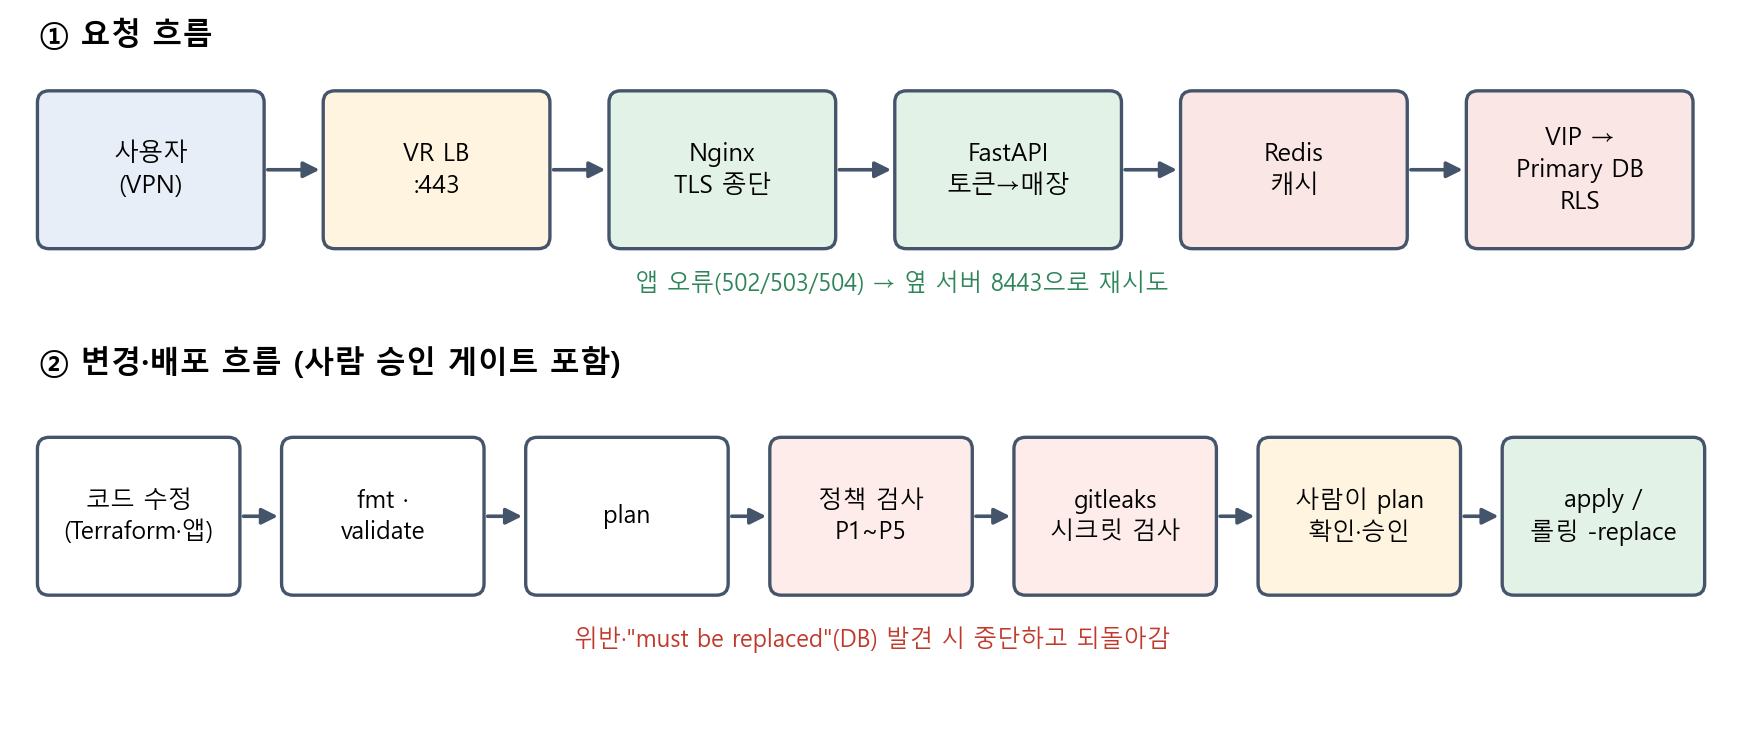 ① 요청 흐름
사용자
(VPN)
VR LB
:443
Nginx
TLS 종단
FastAPI
토큰→매장
Redis
캐시
VIP →
Primary DB
RLS
앱 오류(502/503/504) → 옆 서버 8443으로 재시도
② 변경·배포 흐름 (사람 승인 게이트 포함)
코드 수정
(Terraform·앱)
fmt ·
validate
plan
정책 검사
P1~P5
gitleaks
시크릿 검사
사람이 plan
확인·승인
apply /
롤링 -replace
위반·"must be replaced"(DB) 발견 시 중단하고 되돌아감